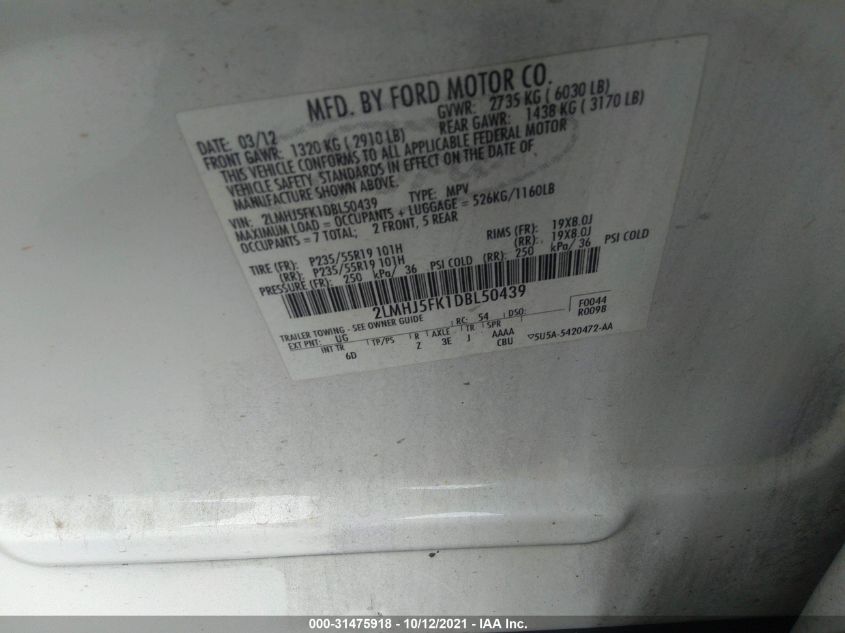 MFD. BY FORD MOTOR CO.
DATE: 03/12 GVWR: 2735 KG ( 6030 LB)
FRONT GAWR: 1320 KG ( 2910 LB) REAR GAWR: 1438 KG ( 3170 LB)
THIS VEHICLE CONFORMS TO ALL APPLICABLE FEDERAL MOTOR
VEHICLE SAFETY STANDARDS IN EFFECT ON THE DATE OF
MANUFACTURE SHOWN ABOVE.
VIN: 2LMHJ5FK1DBL50439 TYPE: MPV
MAXIMUM LOAD = OCCUPANTS + LUGGAGE = 526KG/1160LB
OCCUPANTS = 7 TOTAL; 2 FRONT, 5 REAR
TIRE (FR): P235/55R19 101H RIMS (FR): 19X8.0J
(RR): P235/55R19 101H (RR): 19X8.0J
PRESSURE (FR): 250 kPa/ 36 PSI COLD (RR): 250 kPa/ 36 PSI COLD
2LMHJ5FK1DBL50439
F0044
R0098
TRAILER TOWING - SEE OWNER GUIDE RC: 54 DSO:
EXT PNT: UG
INT TR TP/PS R AXLE TR SPR
6D 2 3E J AAAA
CBU
5U5A-5420472-AA
000-31475918 - 10/12/2021 - IAA Inc.